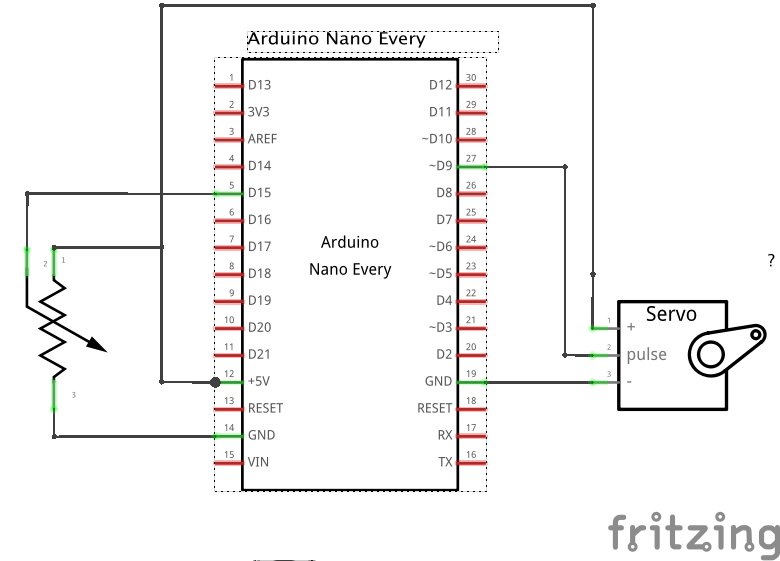 Arduino Nano Every
1 D13
2 3V3
3 AREF
4 D14
5 D15
6 D16
7 D17
8 D18
9 D19
10 D20
11 D21
12 +5V
13 RESET
14 GND
15 VIN
D12 30
D11 29
~D10 28
~D9 27
D8 26
D7 25
~D6 24
~D5 23
D4 22
~D3 21
D2 20
GND 19
RESET 18
RX 17
TX 16
Arduino
Nano Every
2 1
3
?
Servo
1 +
2 pulse
3 -
fritzing